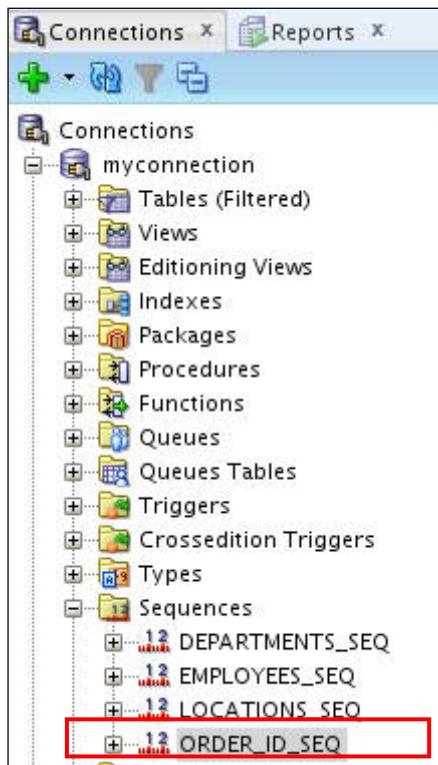 Connections Reports
Connections
myconnection
Tables (Filtered)
Views
Editioning Views
Indexes
Packages
Procedures
Functions
Queues
Queues Tables
Triggers
Crossedition Triggers
Types
Sequences
DEPARTMENTS_SEQ
EMPLOYEES_SEQ
LOCATIONS_SEQ
ORDER_ID_SEQ